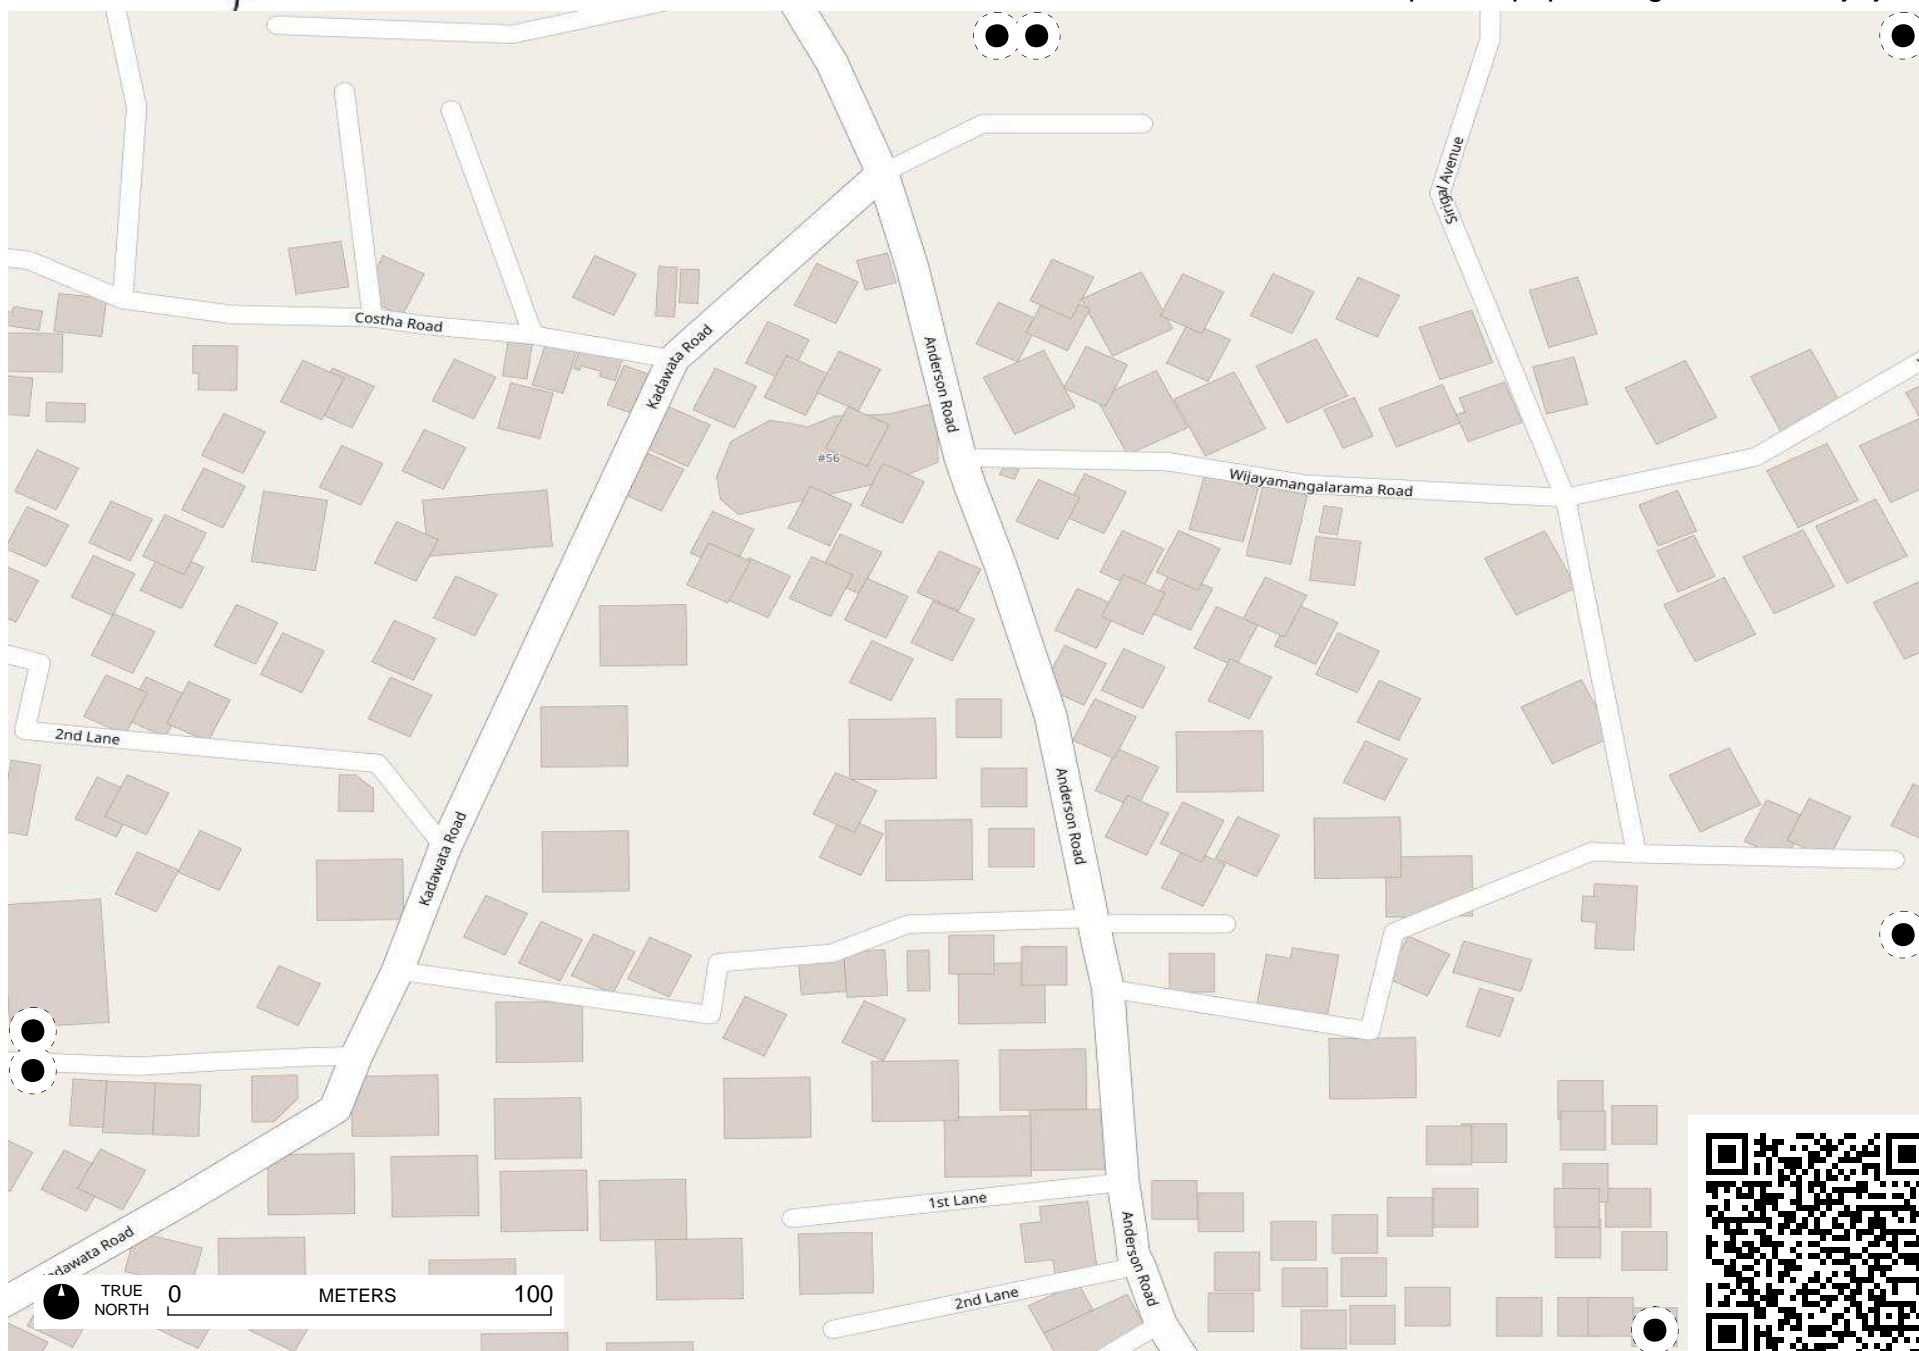 Sirigal Avenue
Costha Road
Kadawata Road
Anderson Road
#56
Wijayamangalarama Road
2nd Lane
Anderson Road
Kadawata Road
1st Lane
Anderson Road
2nd Lane
adawata Road
TRUE
NORTH
0 METERS 100